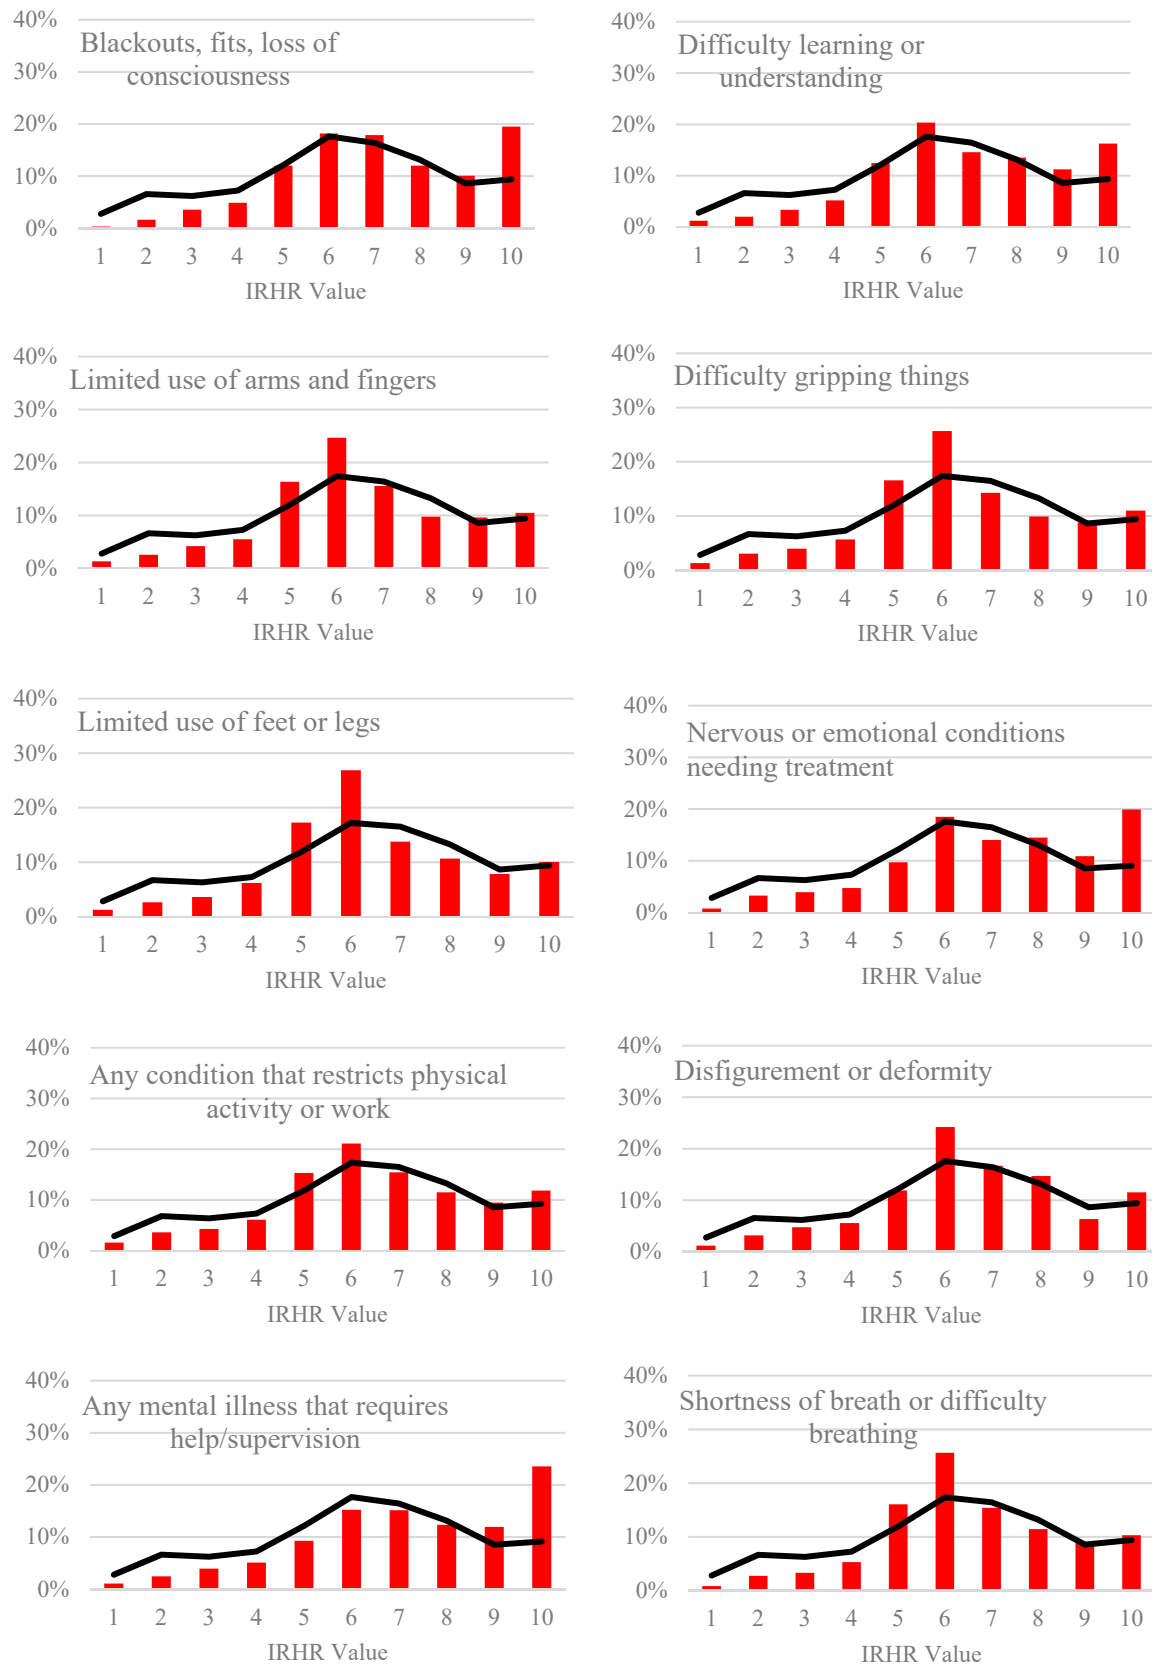 40%
Blackouts, fits, loss of
consciousness
30%
20%
10%
0%
1 2 3 4 5 6 7 8 9 10
IRHR Value
40%
Difficulty learning or
understanding
30%
20%
10%
0%
1 2 3 4 5 6 7 8 9 10
IRHR Value
40%
Limited use of arms and fingers
30%
20%
10%
0%
1 2 3 4 5 6 7 8 9 10
IRHR Value
40%
Difficulty gripping things
30%
20%
10%
0%
1 2 3 4 5 6 7 8 9 10
IRHR Value
40%
Limited use of feet or legs
30%
20%
10%
0%
1 2 3 4 5 6 7 8 9 10
IRHR Value
40%
Nervous or emotional conditions
30%
needing treatment
20%
10%
0%
1 2 3 4 5 6 7 8 9 10
IRHR Value
40%
Any condition that restricts physical
30%
activity or work
20%
10%
0%
1 2 3 4 5 6 7 8 9 10
IRHR Value
40%
Disfigurement or deformity
30%
20%
10%
0%
1 2 3 4 5 6 7 8 9 10
IRHR Value
40%
Any mental illness that requires
30%
help/supervision
20%
10%
0%
1 2 3 4 5 6 7 8 9 10
IRHR Value
40%
Shortness of breath or difficulty
30%
breathing
20%
10%
0%
1 2 3 4 5 6 7 8 9 10
IRHR Value